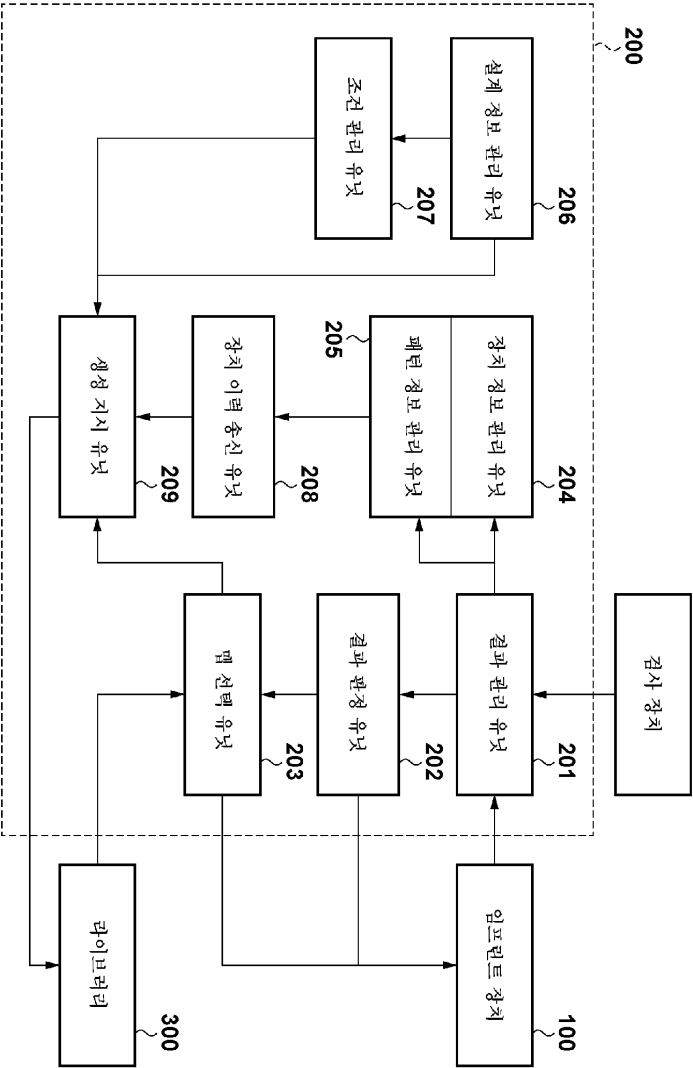 검사 장치
200
206
설계 정보 관리 유닛
204
장치 정보 관리 유닛
201
결과 관리 유닛
100
임프린트 장치
207
조건 관리 유닛
패턴 정보 관리 유닛
205
202
결과 판정 유닛
208
장치 이력 송신 유닛
203
맵 선택 유닛
209
생성 지시 유닛
300
라이브러리